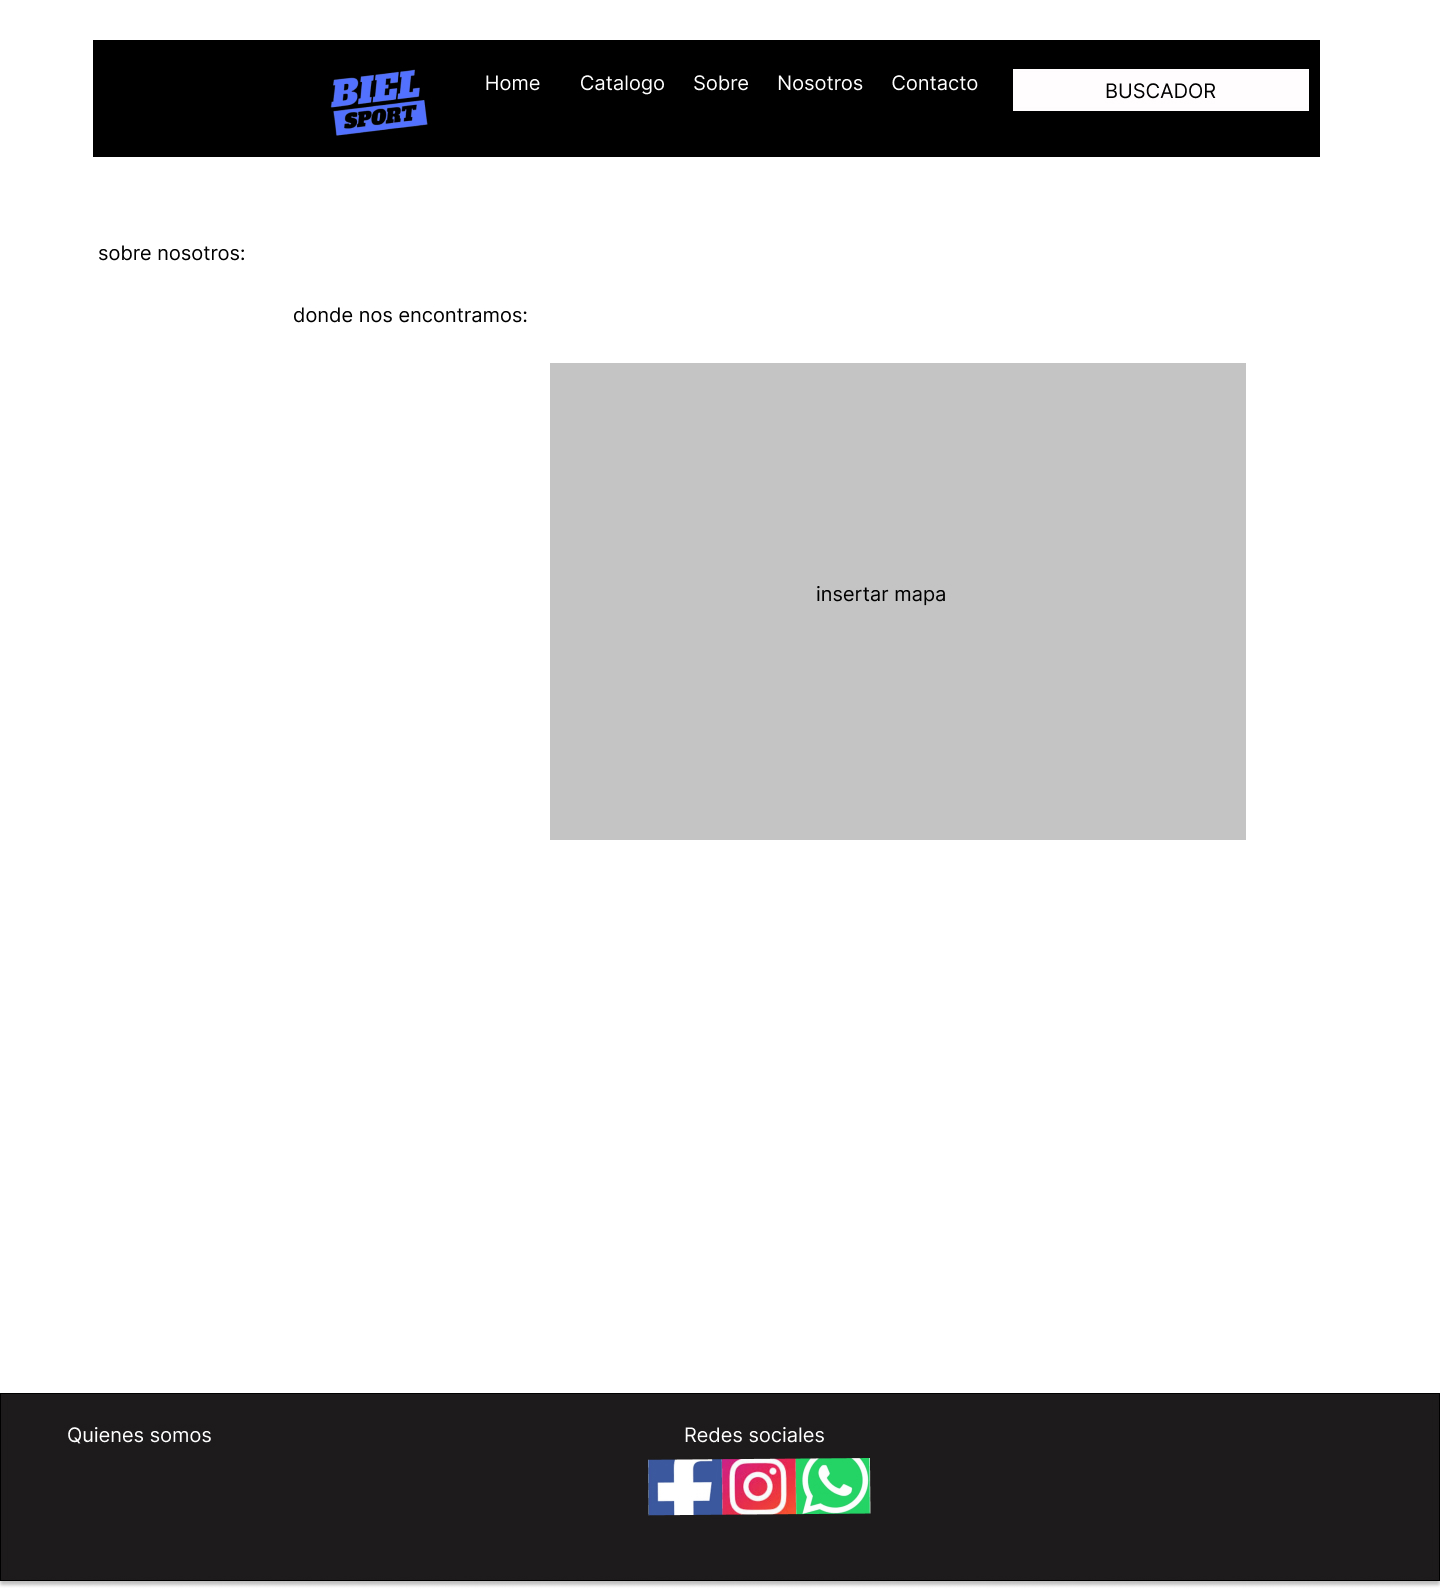 BIEL
SPORT
Home Catalogo Sobre Nosotros Contacto
BUSCADOR
sobre nosotros:
donde nos encontramos:
insertar mapa
Quienes somos
Redes sociales